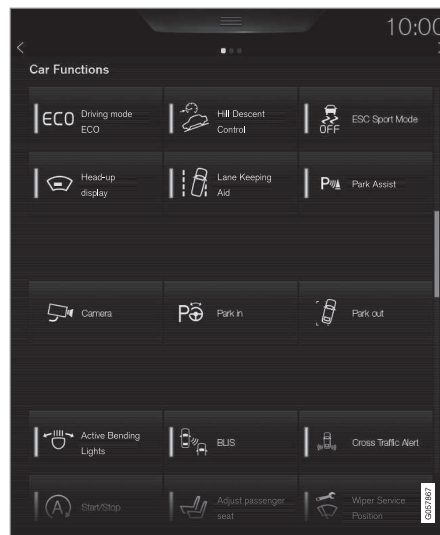 10:00
Car Functions
ECO
Driving mode
ECO
Hill Descent
Control
OFF
ESC Sport Mode
Head-up
display
Lane Keeping
Aid
P
Park Assist
Camera
P
Park in
Park out
Active Bending
Lights
BLIS
Cross Traffic Alert
A
Start/Stop
Adjust passenger
seat
Wiper Service
Position
G057867